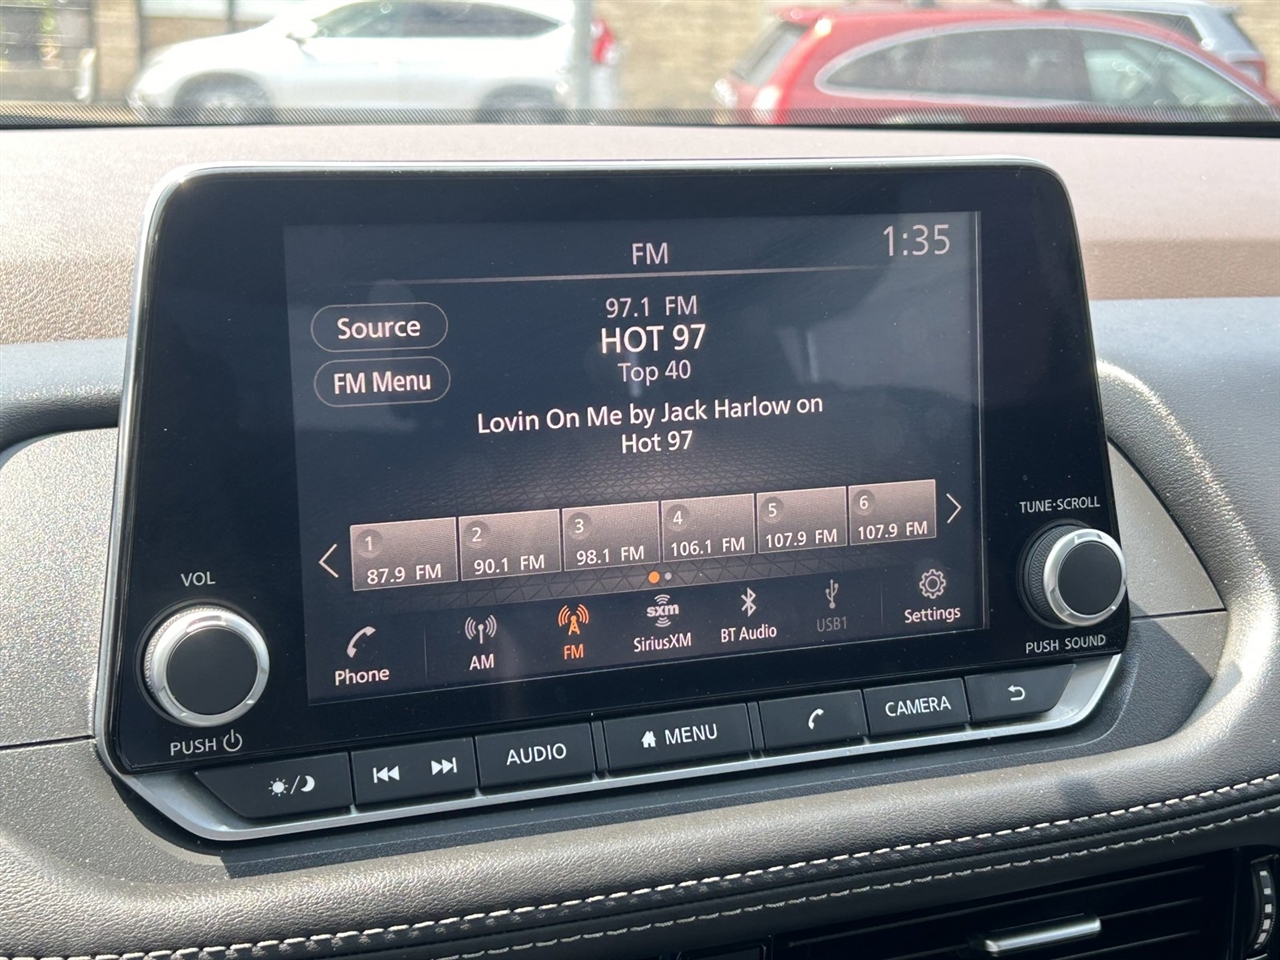 FM
1:35
Source
FM Menu
97.1 FM
HOT 97
Top 40
Lovin On Me by Jack Harlow on
Hot 97
1
87.9 FM
2
90.1 FM
3
98.1 FM
4
106.1 FM
5
107.9 FM
6
107.9 FM
Phone
AM
FM
sxm
SiriusXM
BT Audio
USB1
Settings
VOL
PUSH
TUNE·SCROLL
PUSH SOUND
AUDIO
MENU
CAMERA